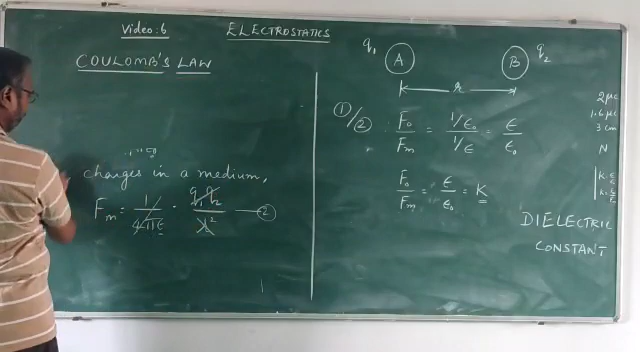 Video: 6
ELECTROSTATICS
COULOMB'S LAW
changes in a medium,
Fm = 1/4πε · q₁q₂/r² — ②
q₁ A B q₂
r
①/② : F₀/Fm = 1/ε₀ / 1/ε = ε/ε₀
F₀/Fm = ε/ε₀ = K
DIELECTRIC
CONSTANT
2μc
1.6μc
3 cm
N